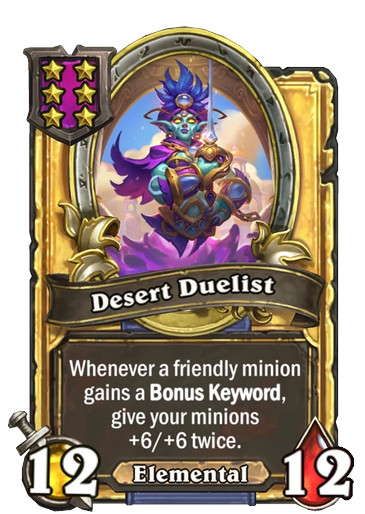 Desert Duelist
Whenever a friendly minion
gains a Bonus Keyword,
give your minions
+6/+6 twice.
12
Elemental
12